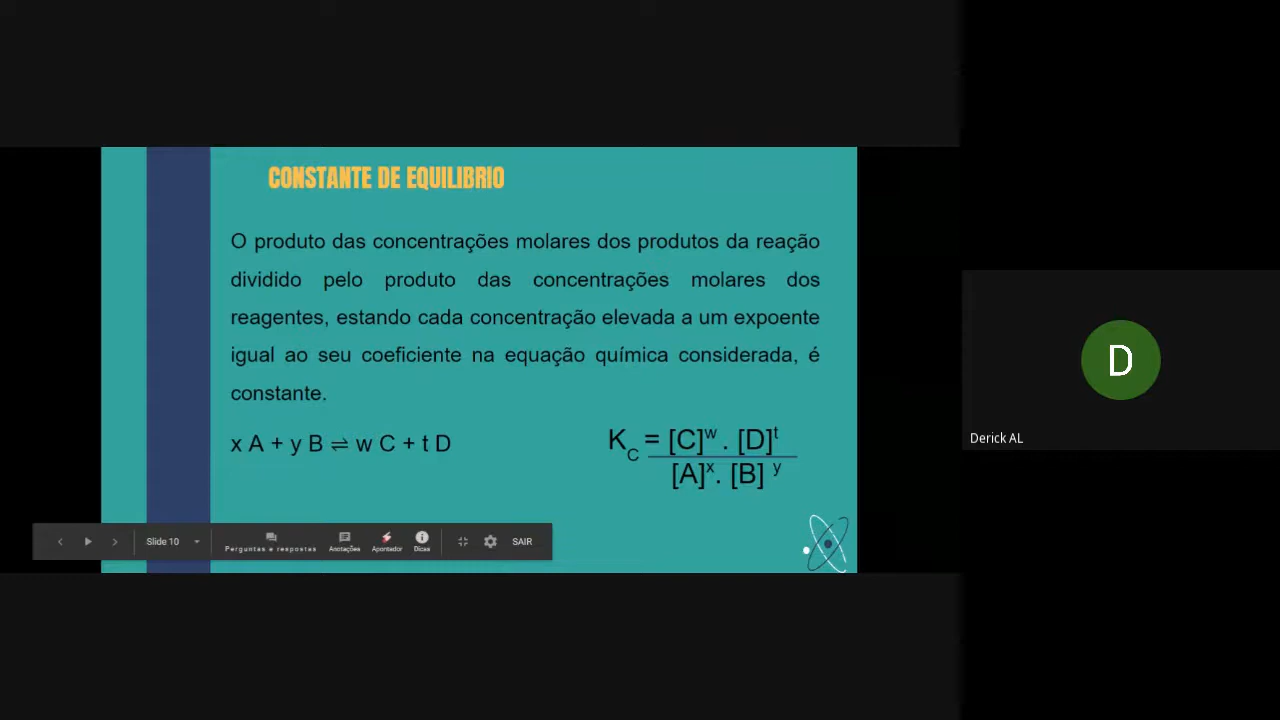 CONSTANTE DE EQUILIBRIO
O produto das concentrações molares dos produtos da reação
dividido pelo produto das concentrações molares dos
reagentes, estando cada concentração elevada a um expoente
igual ao seu coeficiente na equação química considerada, é
constante.
x A + y B ⇌ w C + t D
K_C = [C]^w . [D]^t
[A]^x. [B] ^y
D
Derick AL
Slide 10
Perguntas e respostas
Anotações
Apontador
Dicas
SAIR